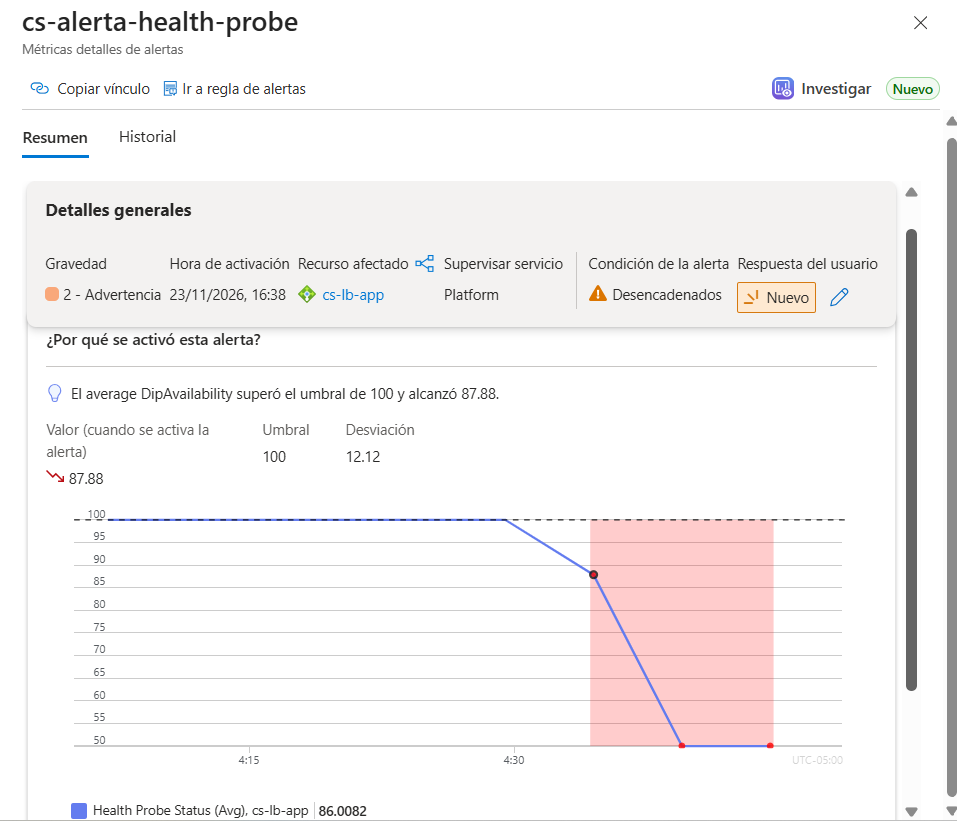 cs-alerta-health-probe
Métricas detalles de alertas
Copiar vínculo Ir a regla de alertas Investigar Nuevo
Resumen Historial
Detalles generales
Gravedad Hora de activación Recurso afectado Supervisar servicio Condición de la alerta Respuesta del usuario
2 - Advertencia 23/11/2026, 16:38 cs-lb-app Platform Desencadenados Nuevo
¿Por qué se activó esta alerta?
El average DipAvailability superó el umbral de 100 y alcanzó 87.88.
Valor (cuando se activa la alerta) Umbral Desviación
87.88 100 12.12
100
95
90
85
80
75
70
65
60
55
50
4:15 4:30 UTC-05:00
Health Probe Status (Avg), cs-lb-app 86.0082